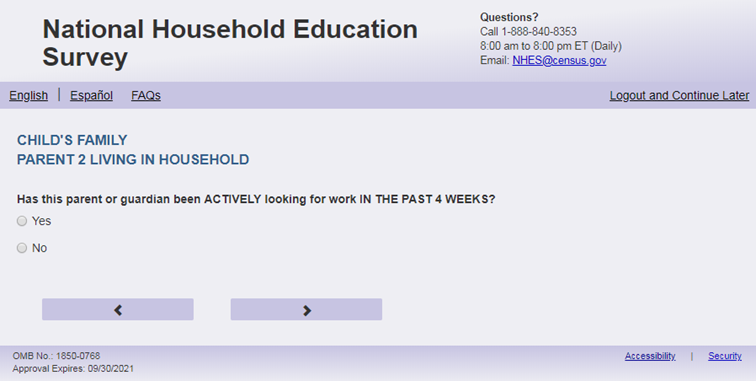 National Household Education
Survey
Questions?
Call 1-888-840-8353
8:00 am to 8:00 pm ET (Daily)
Email: NHES@census.gov
English | Español FAQs
Logout and Continue Later
CHILD'S FAMILY
PARENT 2 LIVING IN HOUSEHOLD
Has this parent or guardian been ACTIVELY looking for work IN THE PAST 4 WEEKS?
Yes
No
OMB No.: 1850-0768
Approval Expires: 09/30/2021
Accessibility | Security